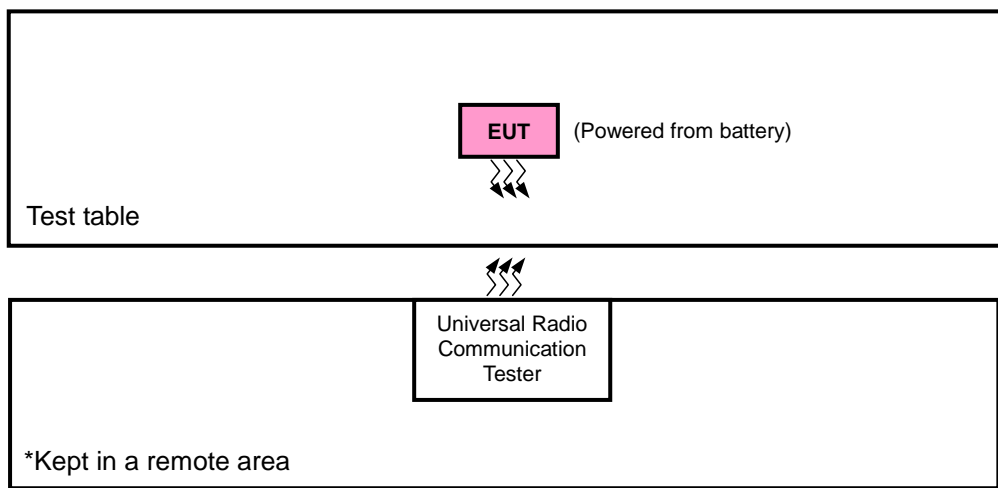 EUT
(Powered from battery)
Test table
Universal Radio
Communication
Tester
*Kept in a remote area